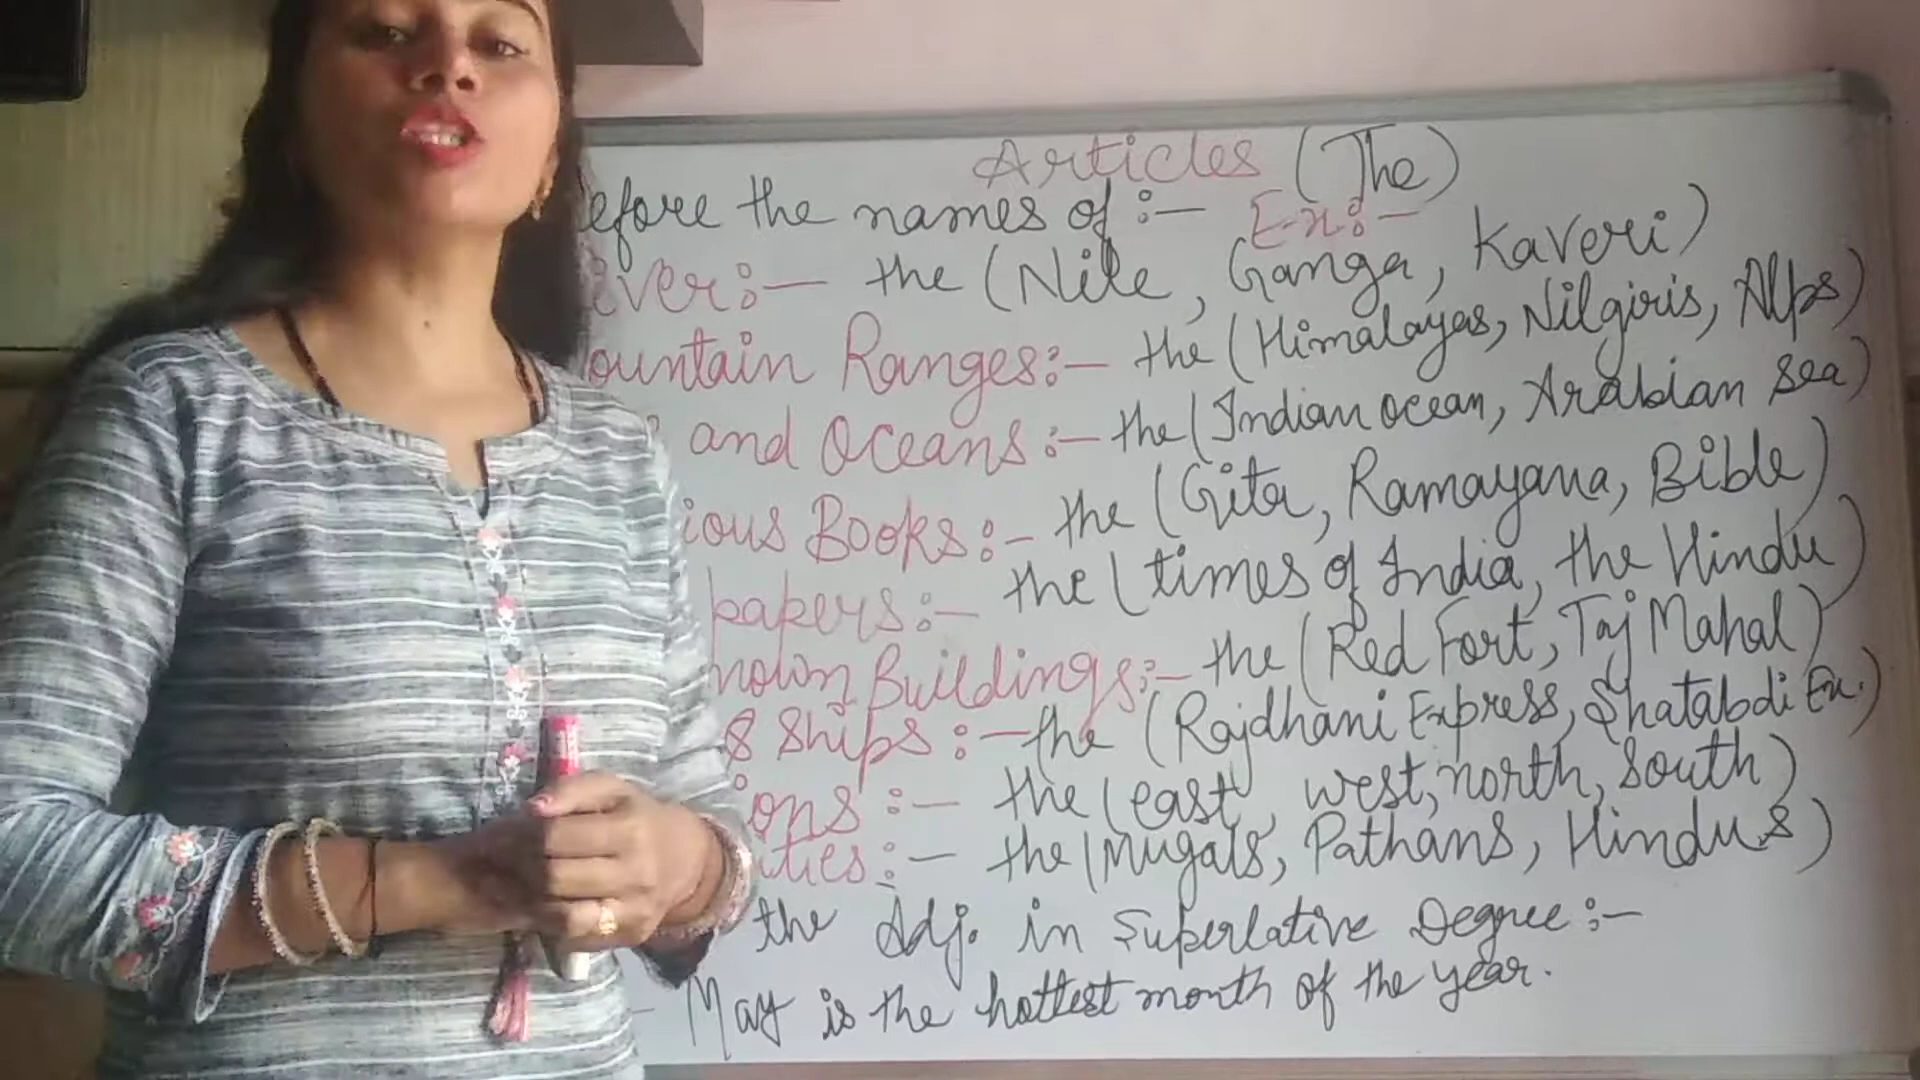 Articles (The)
efore the names of :- Ex:-
iver:- the (Nile, Ganga, Kaveri)
ountain Ranges:- the (Himalayas, Nilgiris, Alps)
and Oceans:- the (Indian ocean, Arabian Sea)
ious Books:- the (Gita, Ramayana, Bible)
papers:- the (times of India, the Hindu)
nown Buildings:- the (Red Fort, Taj Mahal)
& Ships:- the (Rajdhani Express, Shatabdi Ex.)
ions:- the (east, west, north, South)
ities:- the (Mugals, Pathans, Hindus)
the Adj. in Superlative Degree:-
- May is the hottest month of the year.